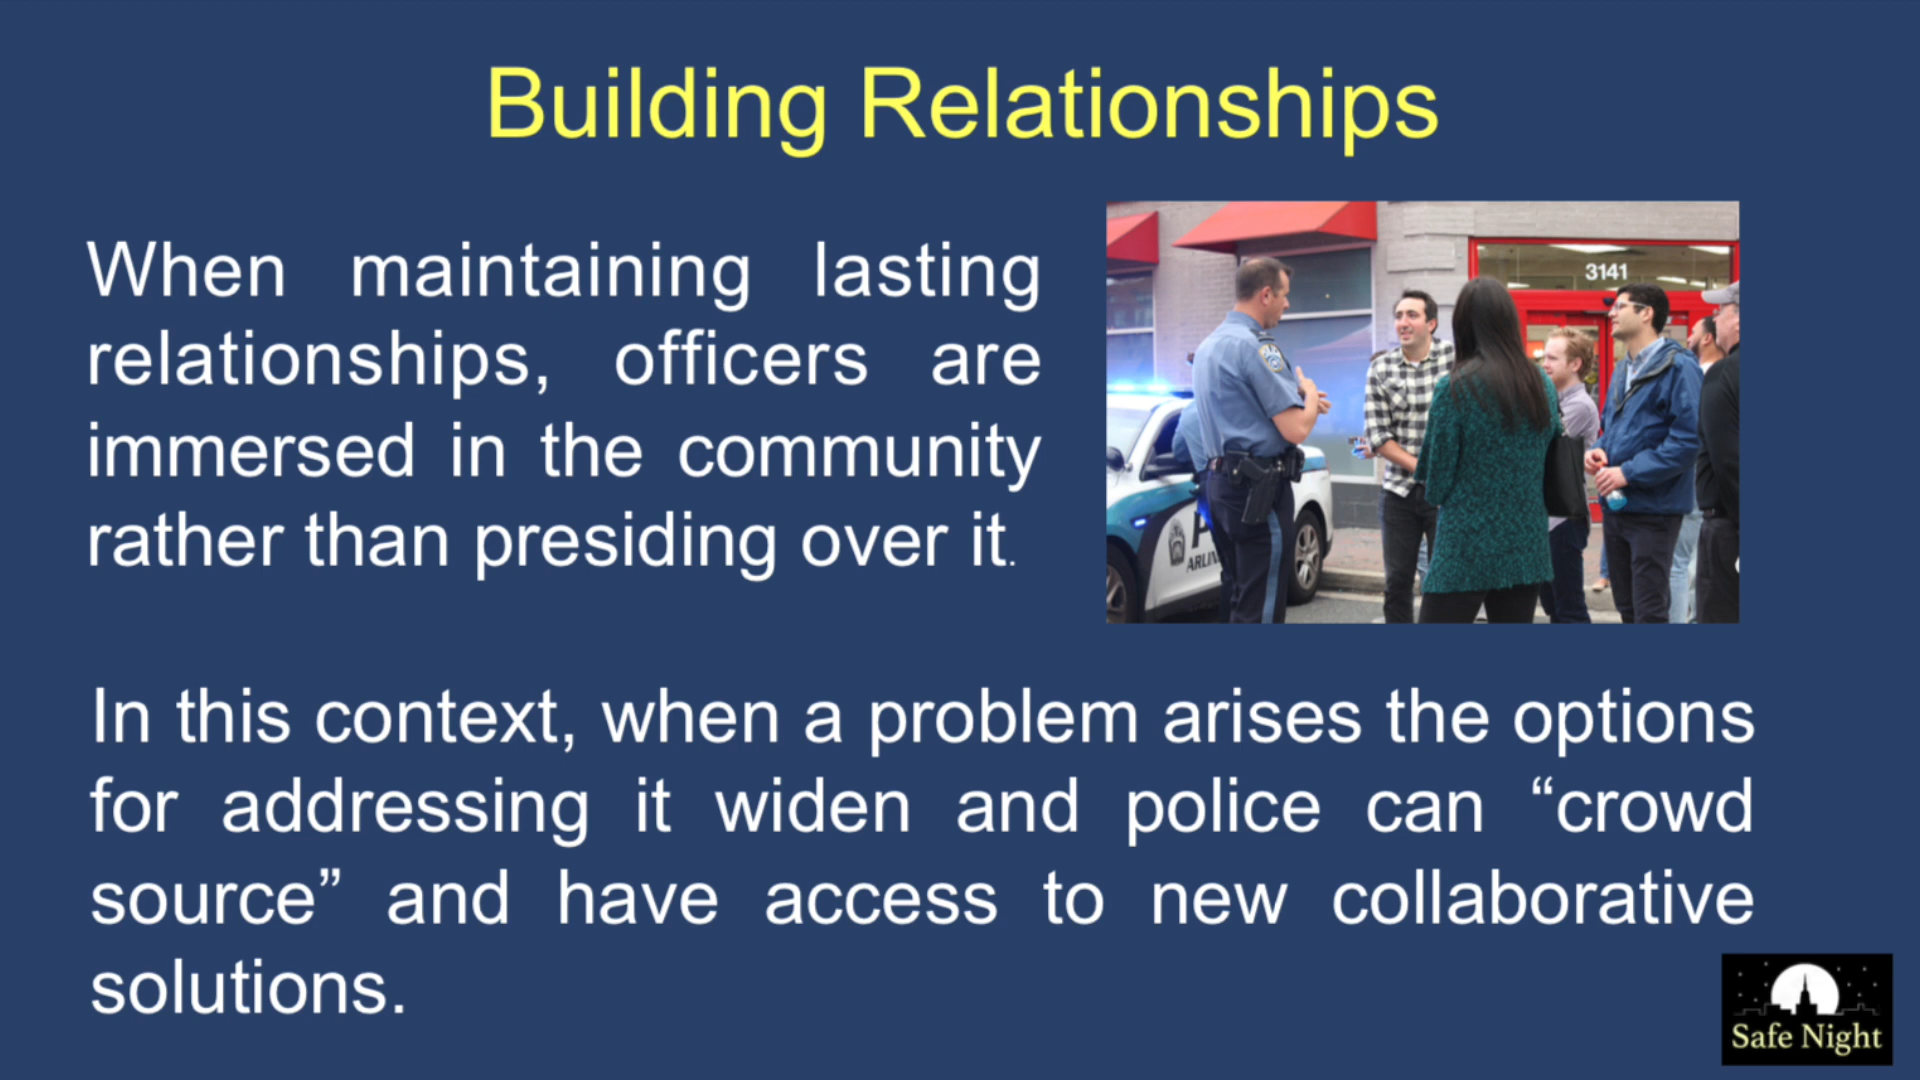 Building Relationships
When maintaining lasting
relationships, officers are
immersed in the community
rather than presiding over it.
3141
ARLIN
In this context, when a problem arises the options
for addressing it widen and police can “crowd
source” and have access to new collaborative
solutions.
Safe Night